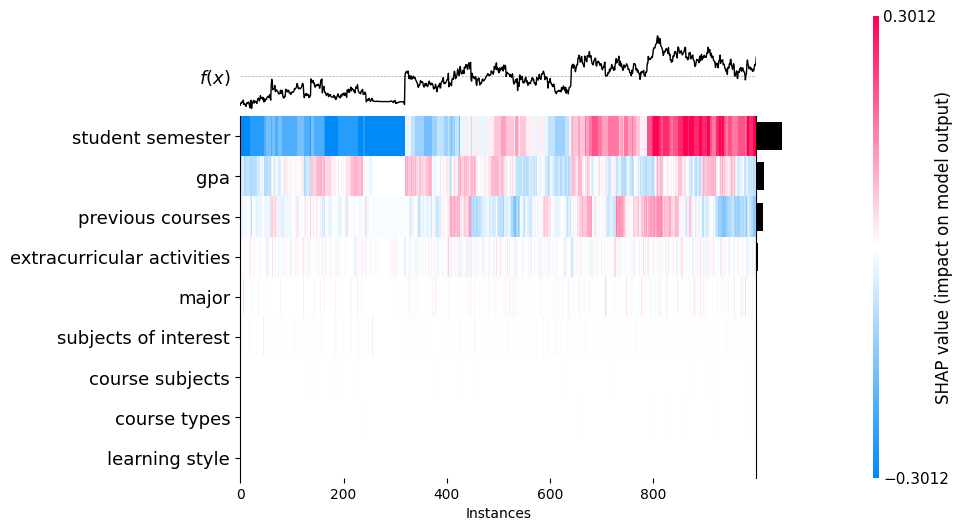 0.3012
f(x)
student semester
gpa
previous courses
extracurricular activities
major
subjects of interest
course subjects
course types
learning style
0 200 400 600 800
Instances
SHAP value (impact on model output)
−0.3012